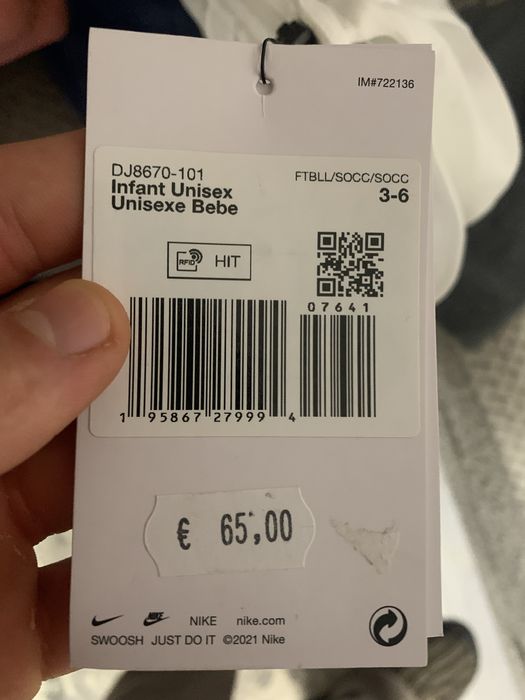 IM#722136
DJ8670-101
FTBLL/SOCC/SOCC
Infant Unisex
3-6
Unisexe Bebe
RFID HIT
07641
1 95867 27999 4
€ 65,00
NIKE NIKE nike.com
SWOOSH JUST DO IT ©2021 Nike